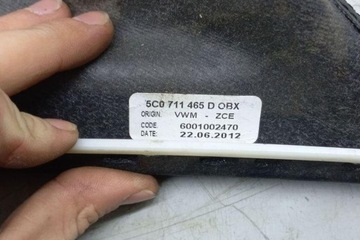 5C0 711 465 D OBX
ORIGIN: VWM - ZCE
CODE: 6001002470
DATE: 22.06.2012